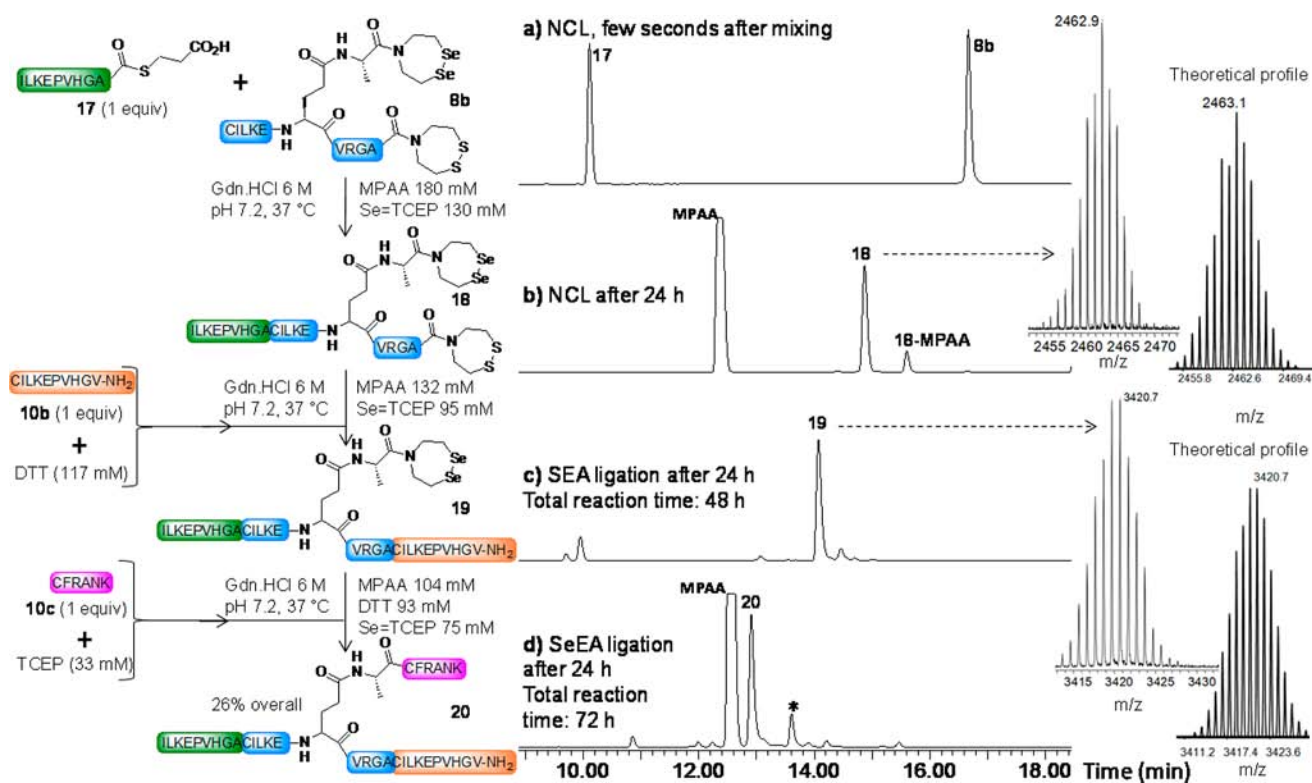 O
CO₂H
S
ILKEPVHGA
17 (1 equiv)
+
O
H
N
O
N
Se
Se
8b
CILKE
N
H
O
VRGA
O
N
S
S
Gdn.HCl 6 M
pH 7.2, 37 °C
MPAA 180 mM
Se=TCEP 130 mM
O
H
N
O
N
Se
Se
18
ILKEPVHGACILKE
N
H
O
VRGA
O
N
S
S
CILKEPVHGV-NH₂
10b (1 equiv)
+
DTT (117 mM)
Gdn.HCl 6 M
pH 7.2, 37 °C
MPAA 132 mM
Se=TCEP 95 mM
O
H
N
O
N
Se
Se
19
ILKEPVHGACILKE
N
H
O
VRGACILKEPVHGV-NH₂
CFRANK
10c (1 equiv)
+
TCEP (33 mM)
Gdn.HCl 6 M
pH 7.2, 37 °C
MPAA 104 mM
DTT 93 mM
Se=TCEP 75 mM
O
H
N
O
CFRANK
26% overall
20
ILKEPVHGACILKE
N
H
O
VRGACILKEPVHGV-NH₂
a) NCL, few seconds after mixing
17
8b
MPAA
18
18-MPAA
b) NCL after 24 h
19
c) SEA ligation after 24 h
Total reaction time: 48 h
MPAA
20
*
d) SeEA ligation
after 24 h
Total reaction
time: 72 h
10.00 12.00 14.00 16.00 18.00 Time (min)
2462.9
2455 2460 2465 2470
m/z
Theoretical profile
2463.1
2455.8 2462.6 2469.4
m/z
3420.7
3415 3420 3425 3430
m/z
Theoretical profile
3420.7
3411.2 3417.4 3423.6
m/z